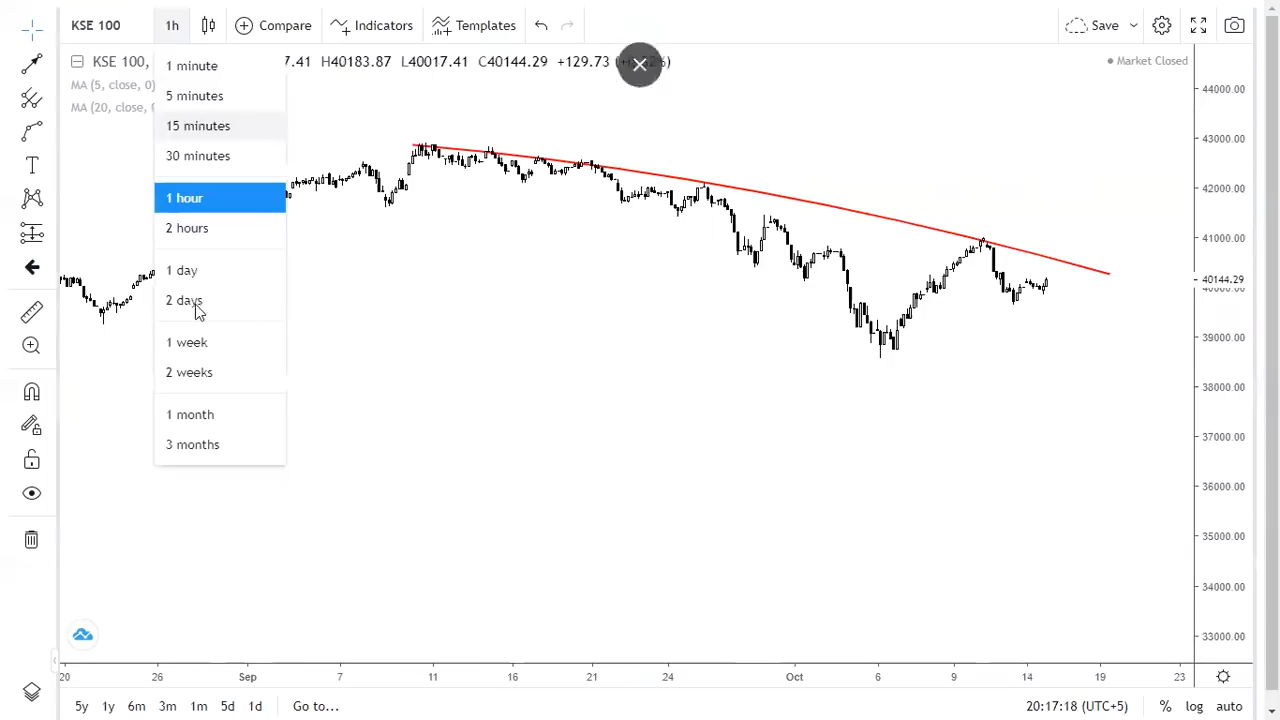 KSE 100 1h Compare Indicators Templates Save
KSE 100, 7.41 H40183.87 L40017.41 C40144.29 +129.73 Market Closed
MA (5, close, 0)
MA (20, close,
1 minute
5 minutes
15 minutes
30 minutes
1 hour
2 hours
1 day
2 days
1 week
2 weeks
1 month
3 months
44000.00
43000.00
42000.00
41000.00
40144.29
40000.00
39000.00
38000.00
37000.00
36000.00
35000.00
34000.00
33000.00
20 26 Sep 7 11 16 21 24 Oct 6 9 14 19 23
5y 1y 6m 3m 1m 5d 1d Go to... 20:17:18 (UTC+5) % log auto